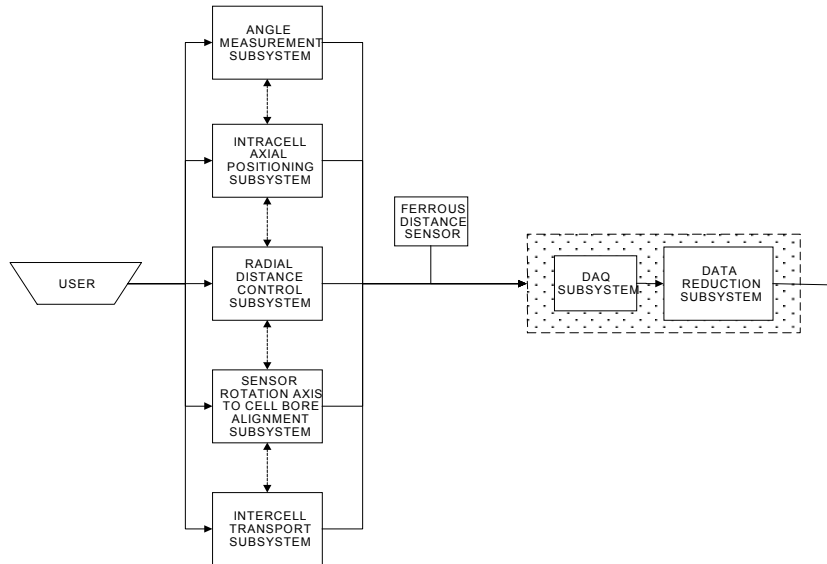 ANGLE
MEASUREMENT
SUBSYSTEM
INTRACELL
AXIAL
POSITIONING
SUBSYSTEM
FERROUS
DISTANCE
SENSOR
USER
RADIAL
DISTANCE
CONTROL
SUBSYSTEM
DAQ
SUBSYSTEM
DATA
REDUCTION
SUBSYSTEM
SENSOR
ROTATION AXIS
TO CELL BORE
ALIGNMENT
SUBSYSTEM
INTERCELL
TRANSPORT
SUBSYSTEM